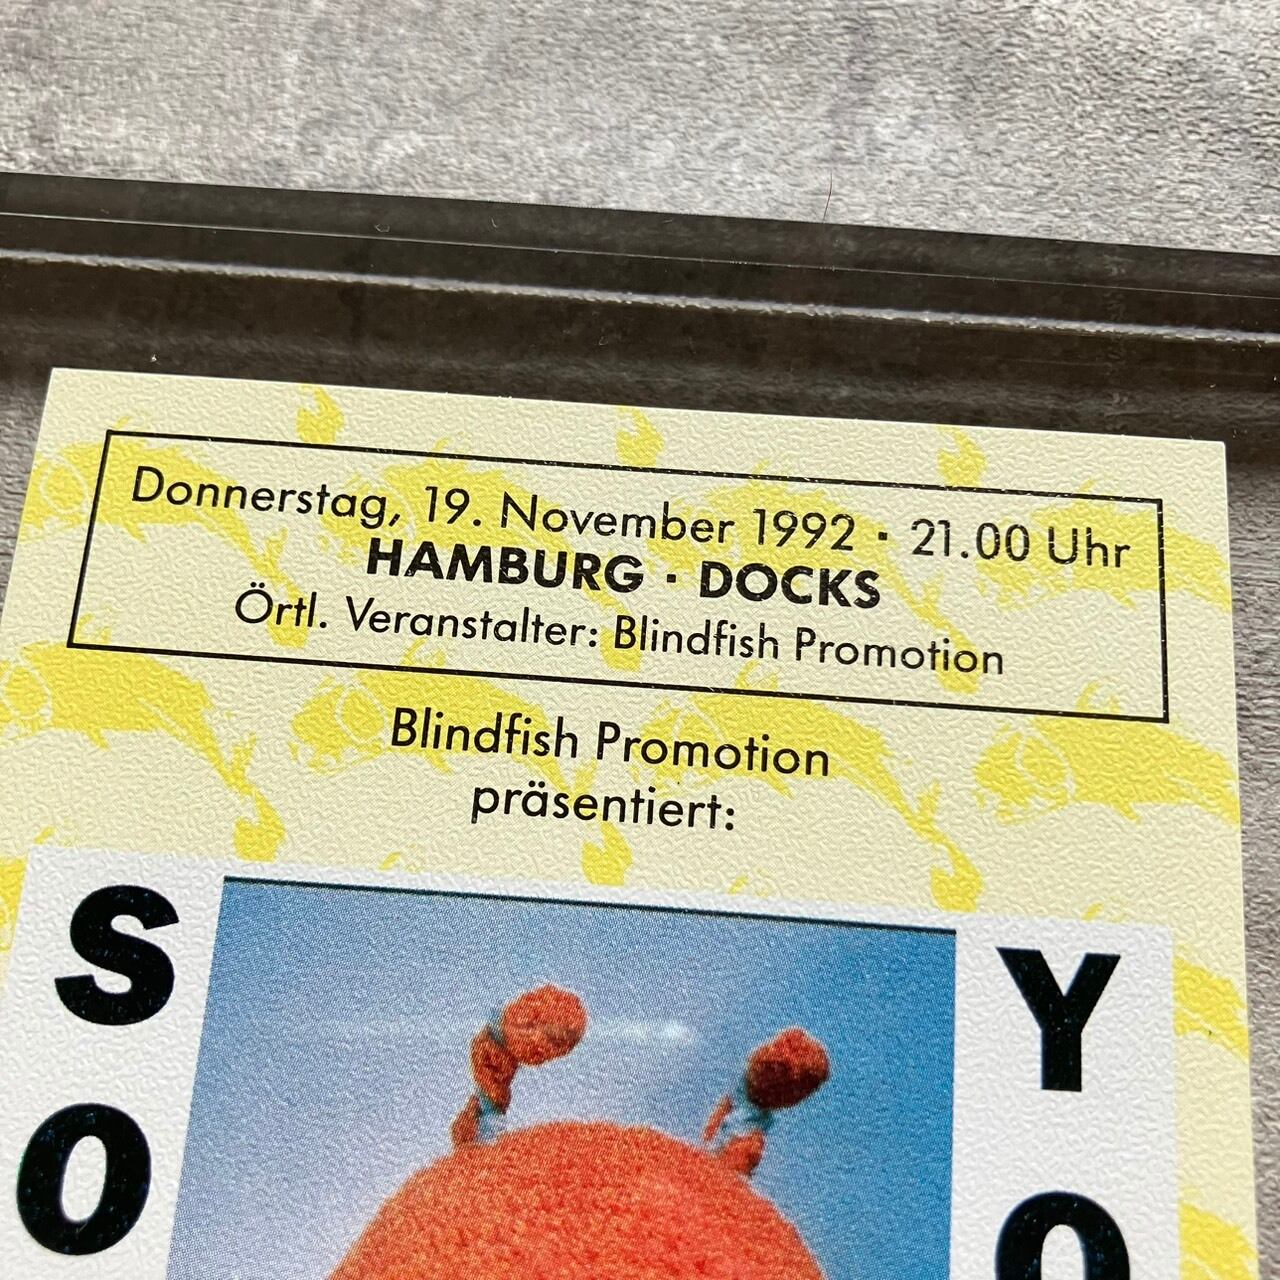 Donnerstag, 19. November 1992 · 21.00 Uhr
HAMBURG · DOCKS
Örtl. Veranstalter: Blindfish Promotion
Blindfish Promotion
präsentiert:
S
O
Y
O